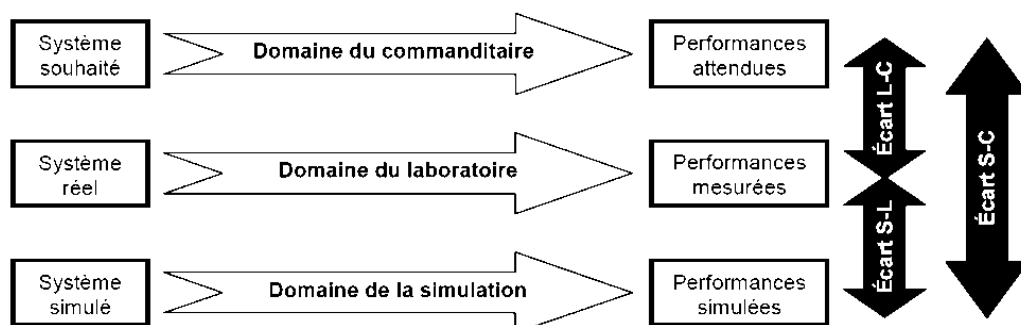 Système
souhaité
Domaine du commanditaire
Performances
attendues
Écart L-C
Écart S-C
Système
réel
Domaine du laboratoire
Performances
mesurées
Écart S-L
Système
simulé
Domaine de la simulation
Performances
simulées